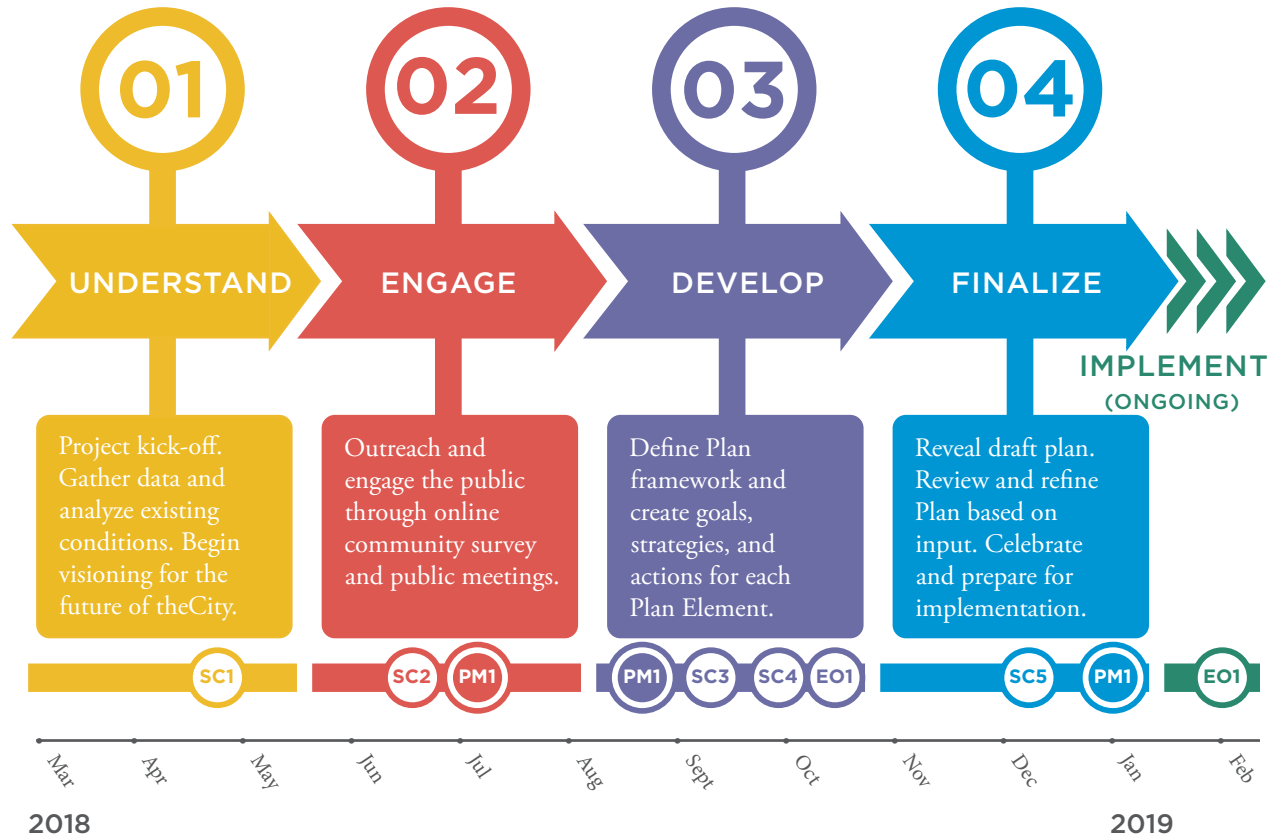 01
02
03
04
UNDERSTAND
ENGAGE
DEVELOP
FINALIZE
IMPLEMENT
(ONGOING)
Project kick-off.
Gather data and
analyze existing
conditions. Begin
visioning for the
future of theCity.
Outreach and
engage the public
through online
community survey
and public meetings.
Define Plan
framework and
create goals,
strategies, and
actions for each
Plan Element.
Reveal draft plan.
Review and refine
Plan based on
input. Celebrate
and prepare for
implementation.
SC1
SC2
PM1
PM1
SC3
SC4
EO1
SC5
PM1
EO1
Mar
Apr
May
Jun
Jul
Aug
Sept
Oct
Nov
Dec
Jan
Feb
2018
2019